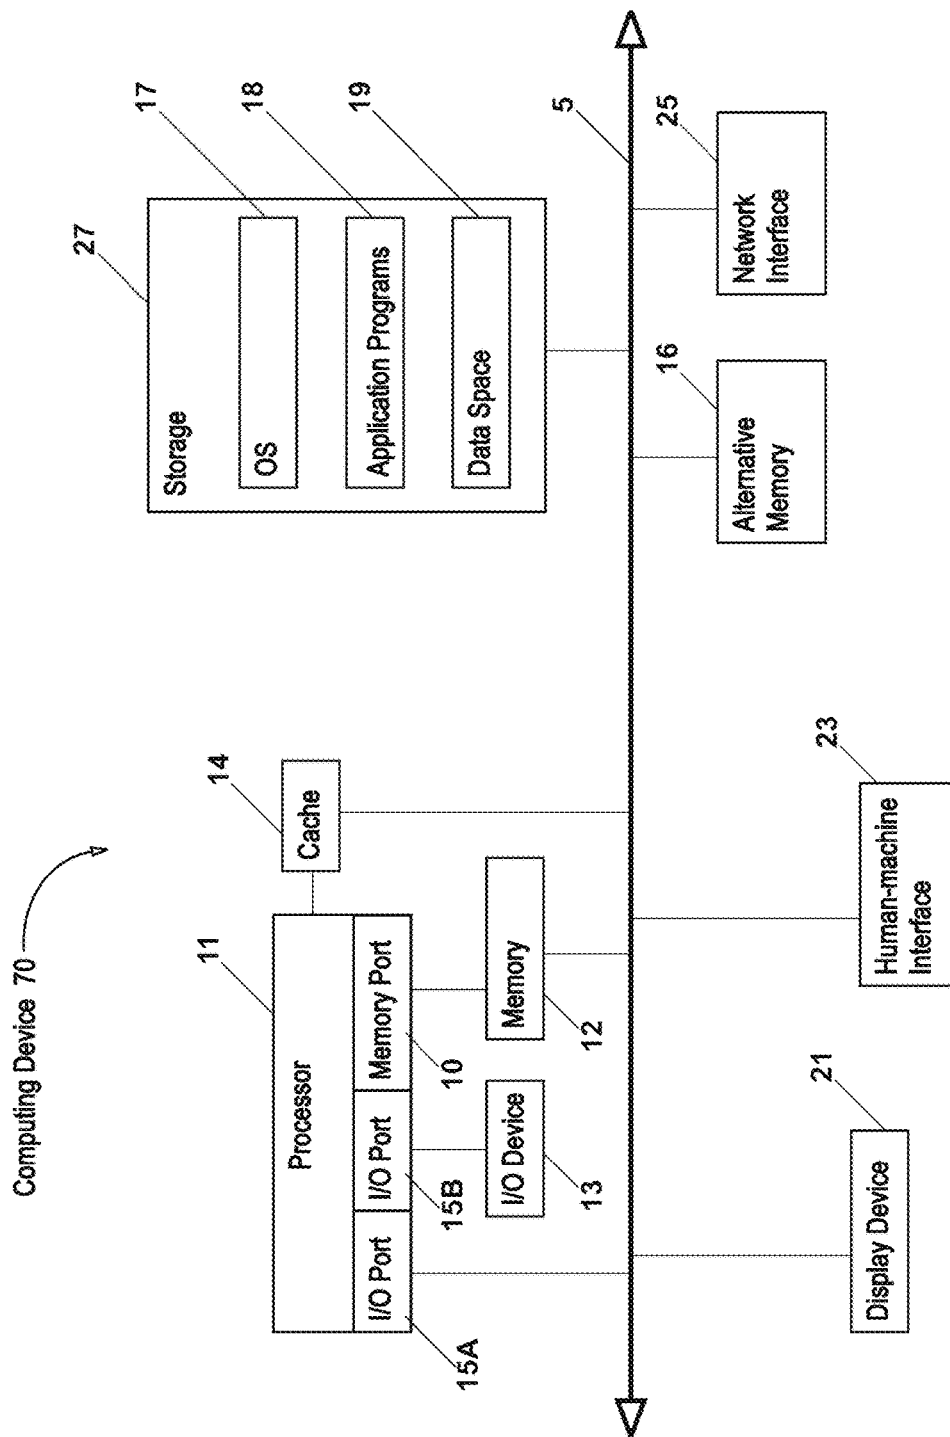 Computing Device 70
11
Processor
I/O Port
I/O Port
Memory Port
15A
15B
10
14
Cache
I/O Device
13
Memory
12
27
Storage
OS
17
Application Programs
18
Data Space
19
5
21
Display Device
23
Human-machine
Interface
16
Alternative
Memory
25
Network
Interface